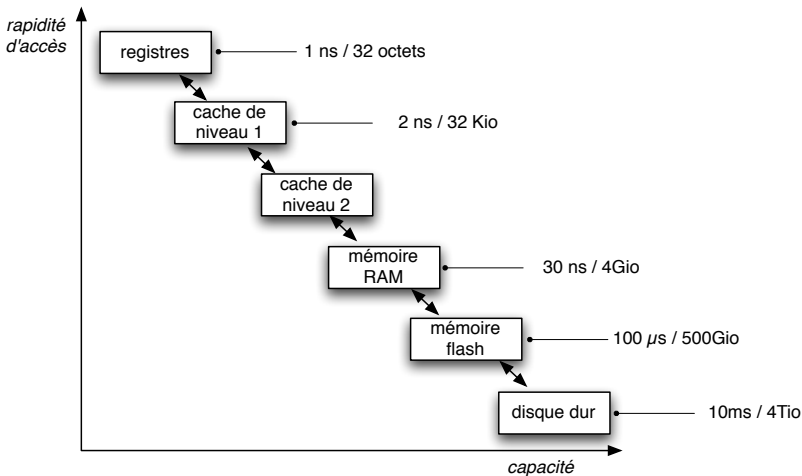 rapidité
d'accès
registres
1 ns / 32 octets
cache de
niveau 1
2 ns / 32 Kio
cache de
niveau 2
mémoire
RAM
30 ns / 4Gio
mémoire
flash
100 µs / 500Gio
disque dur
10ms / 4Tio
capacité